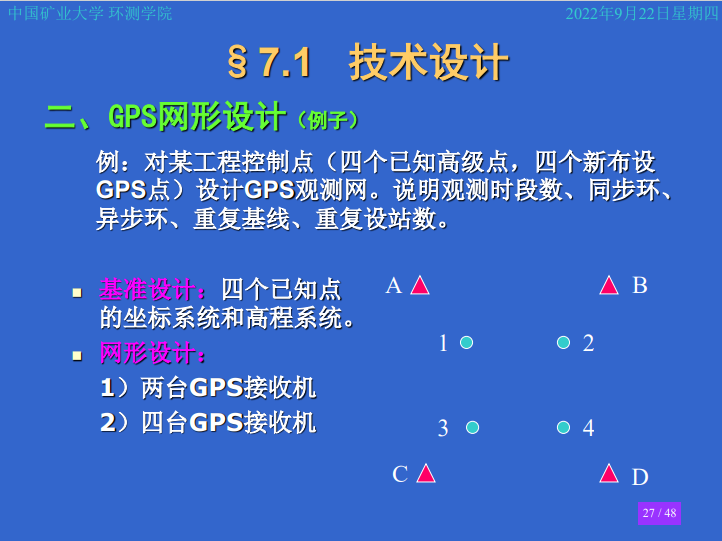 中国矿业大学 环测学院
2022年9月22日星期四
§7.1 技术设计
二、GPS网形设计（例子）
例：对某工程控制点（四个已知高级点，四个新布设
GPS点）设计GPS观测网。说明观测时段数、同步环、
异步环、重复基线、重复设站数。
基准设计：四个已知点
的坐标系统和高程系统。
网形设计：
1）两台GPS接收机
2）四台GPS接收机
A
B
1
2
3
4
C
D
27 / 48